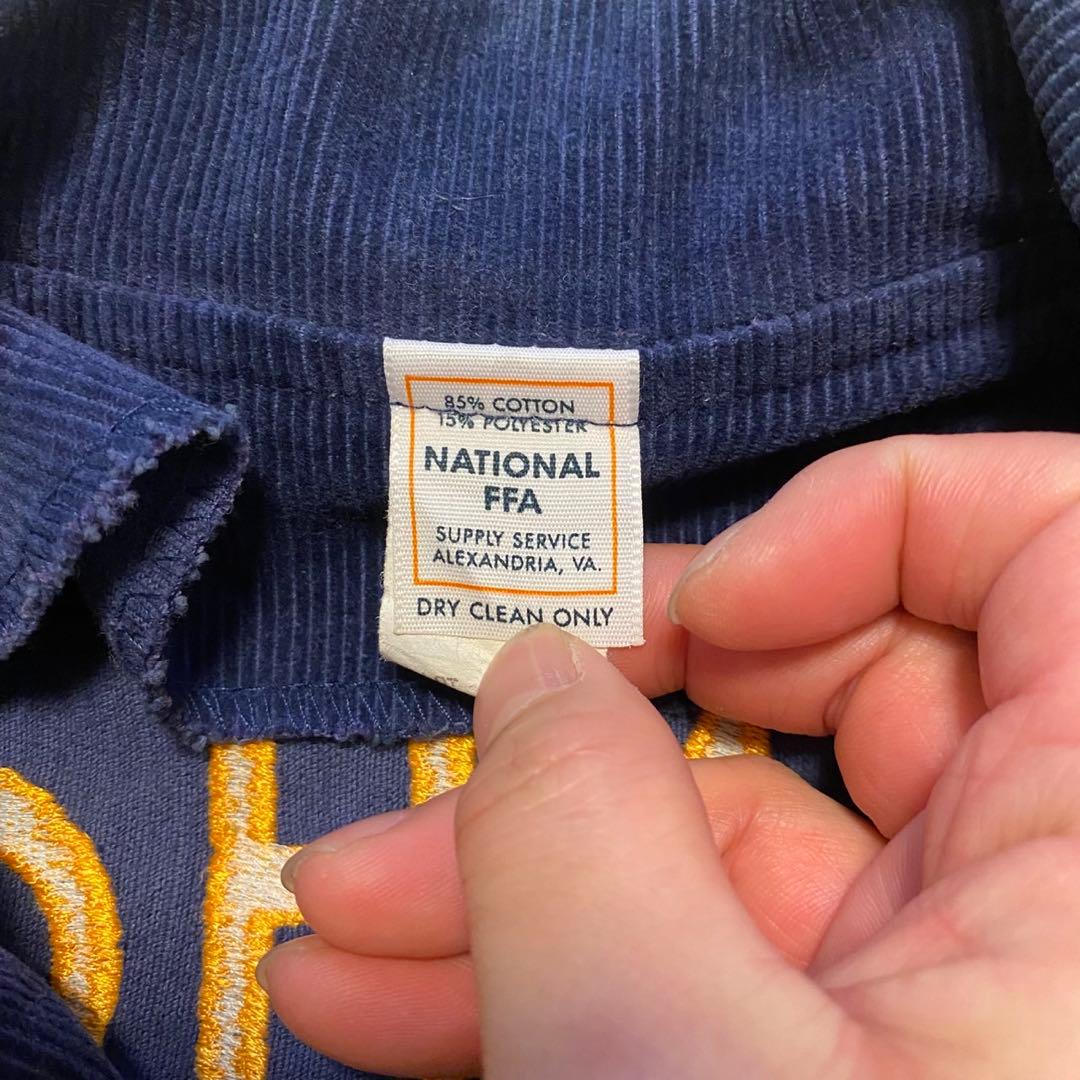 85% COTTON
15% POLYESTER
NATIONAL
FFA
SUPPLY SERVICE
ALEXANDRIA, VA.
DRY CLEAN ONLY